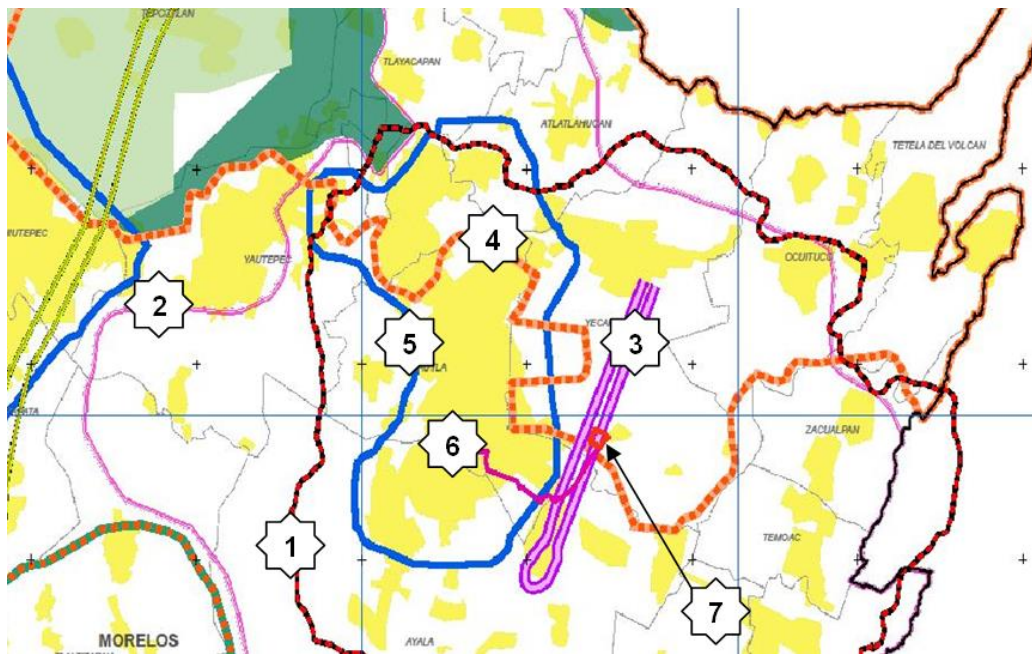 TEPOZTLAN
TLAYACAPAN
ATLATLAHUCAN
TETELA DEL VOLCAN
4
YAUTEPEC
OCUITUCO
2
5
3
6
ZACUALPAN
1
TEMOAC
7
MORELOS
AYALA